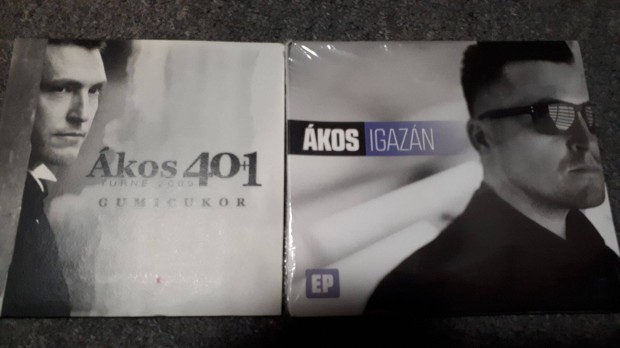 Ákos 40+1
TURNÉ 2009
GUMICUKOR
ÁKOS IGAZÁN
EP